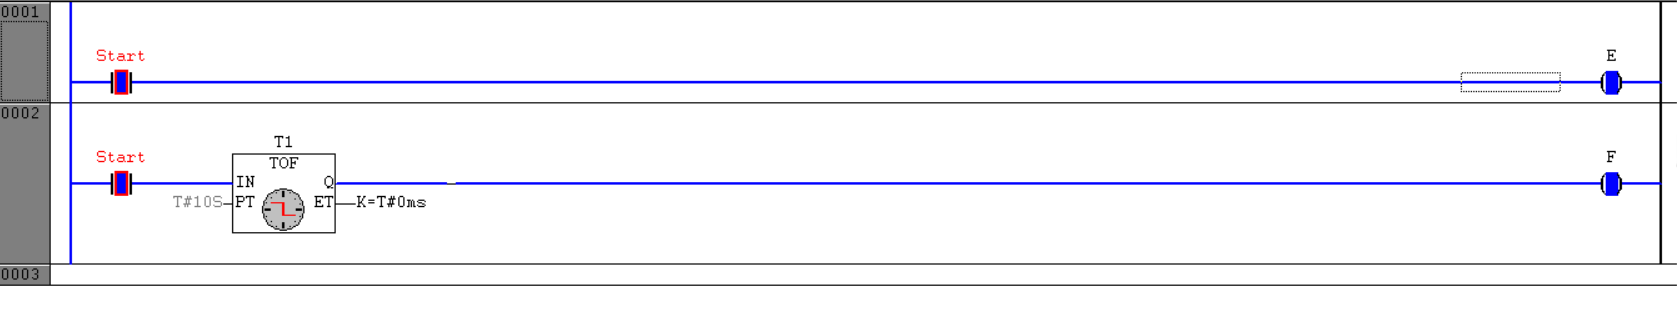 0001
Start
E
0002
T1
Start
TOF
F
IN
Q
T#10S
PT
ET
K=T#0ms
0003